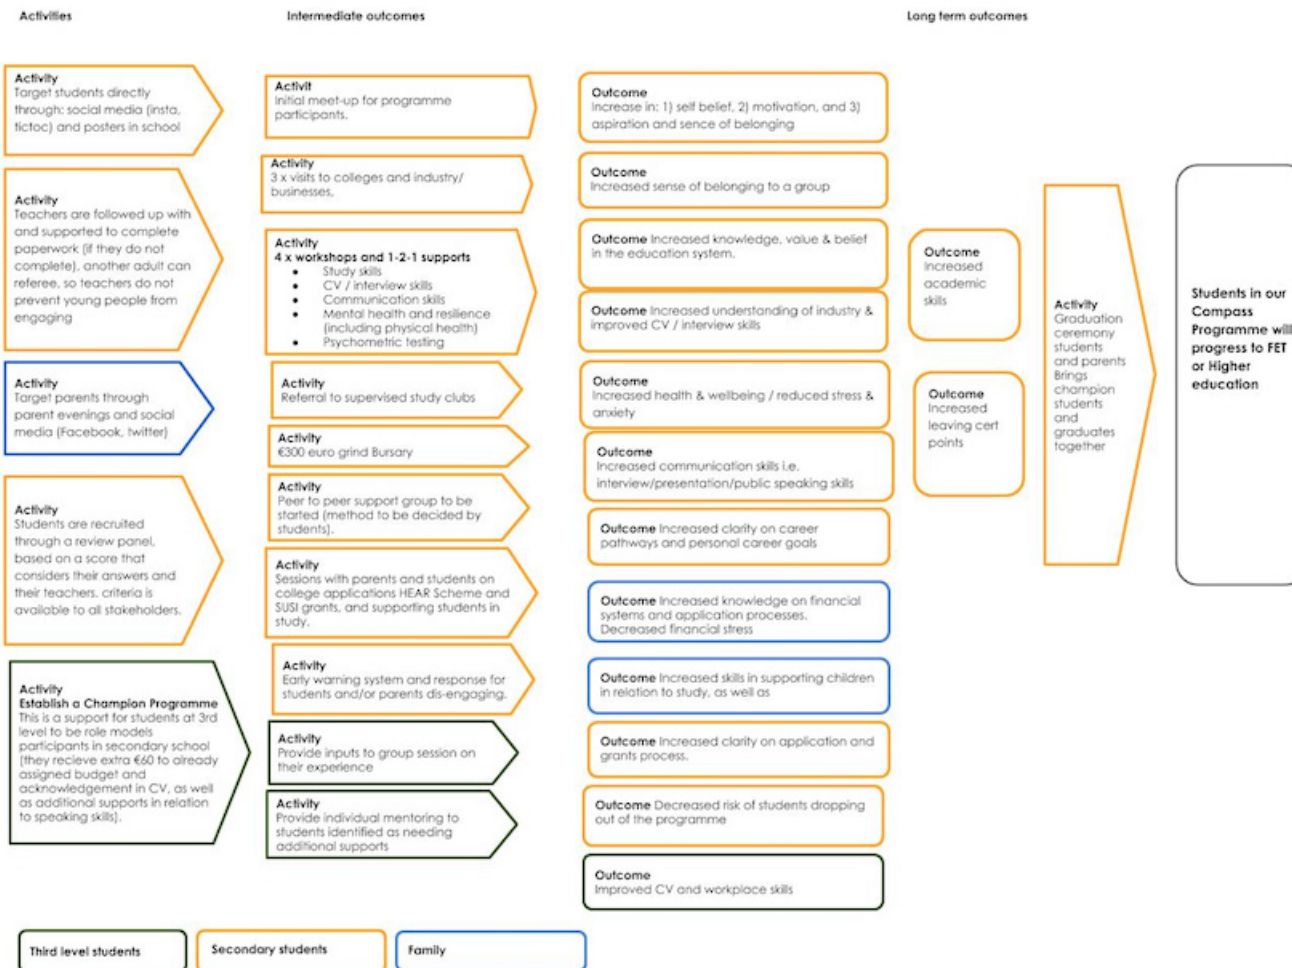 Activities
Intermediate outcomes
Long term outcomes
Activity
Target students directly
through: social media (insta,
tictoc) and posters in school
Activity
Teachers are followed up with
and supported to complete
paperwork (if they do not
complete), another adult can
referee, so teachers do not
prevent young people from
engaging
Activity
Target parents through
parent evenings and social
media (Facebook, twitter)
Activity
Students are recruited
through a review panel,
based on a score that
considers their answers and
their teachers. criteria is
available to all stakeholders.
Activity
Establish a Champion Programme
This is a support for students at 3rd
level to be role models
participants in secondary school
(they recieve extra €60 to already
assigned budget and
acknowledgement in CV, as well
as additional supports in relation
to speaking skills).
Activit
Initial meet-up for programme
participants.
Activity
3 x visits to colleges and industry/
businesses,
Activity
4 x workshops and 1-2-1 supports
• Study skills
• CV / interview skills
• Communication skills
• Mental health and resilience
(including physical health)
• Psychometric testing
Activity
Referral to supervised study clubs
Activity
€300 euro grind Bursary
Activity
Peer to peer support group to be
started (method to be decided by
students).
Activity
Sessions with parents and students on
college applications HEAR Scheme and
SUSI grants, and supporting students in
study.
Activity
Early warning system and response for
students and/or parents dis-engaging.
Activity
Provide inputs to group session on
their experience
Activity
Provide individual mentoring to
students identified as needing
additional supports
Outcome
Increase in: 1) self belief, 2) motivation, and 3)
aspiration and sence of belonging
Outcome
Increased sense of belonging to a group
Outcome Increased knowledge, value & belief
in the education system.
Outcome Increased understanding of industry &
improved CV / interview skills
Outcome
Increased health & wellbeing / reduced stress &
anxiety
Outcome
Increased communication skills i.e.
interview/presentation/public speaking skills
Outcome Increased clarity on career
pathways and personal career goals
Outcome Increased knowledge on financial
systems and application processes.
Decreased financial stress
Outcome Increased skills in supporting children
in relation to study, as well as
Outcome Increased clarity on application and
grants process.
Outcome Decreased risk of students dropping
out of the programme
Outcome
Improved CV and workplace skills
Outcome
Increased
academic
skills
Outcome
Increased
leaving cert
points
Activity
Graduation
ceremony
students
and parents
Brings
champion
students
and
graduates
together
Students in our
Compass
Programme will
progress to FET
or Higher
education
Third level students
Secondary students
Family